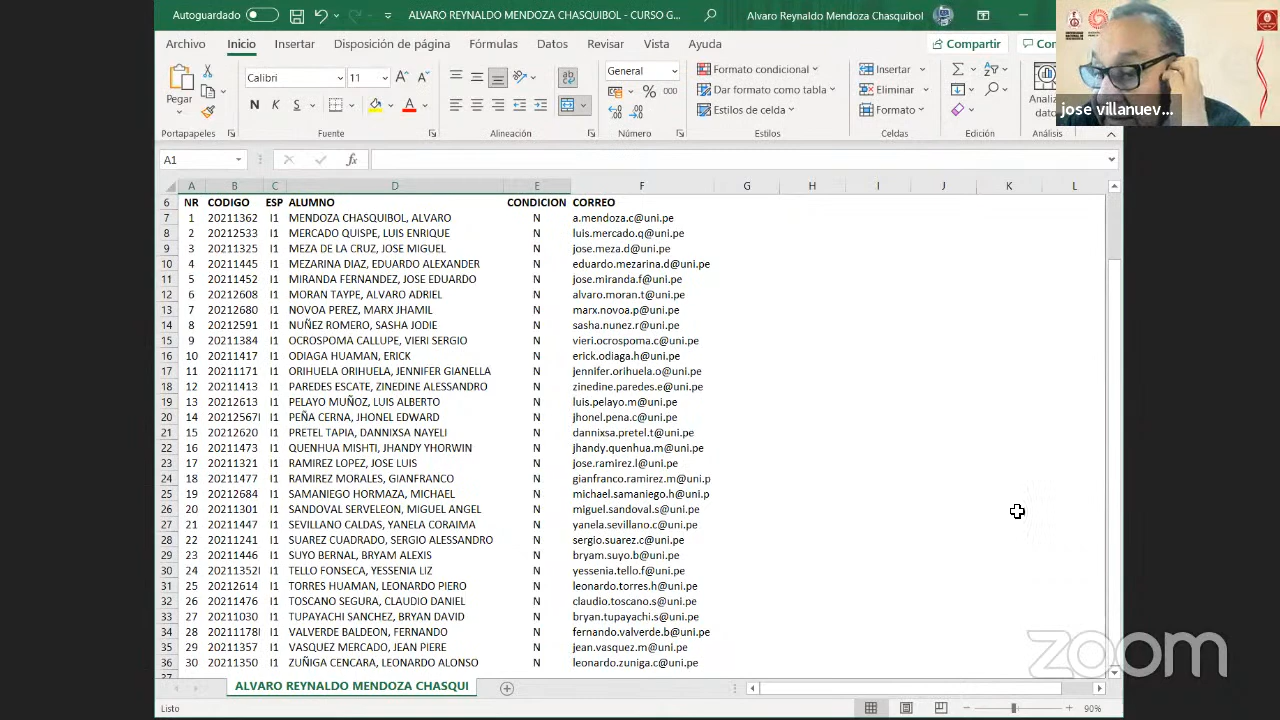 Autoguardado
ALVARO REYNALDO MENDOZA CHASQUIBOL - CURSO G...
Alvaro Reynaldo Mendoza Chasquibol
Archivo Inicio Insertar Disposición de página Fórmulas Datos Revisar Vista Ayuda Compartir
Pegar
Calibri 11
N K S
General
% 000
Formato condicional
Dar formato como tabla
Estilos de celda
Insertar
Eliminar
Formato
Portapapeles Fuente Alineación Número Estilos Celdas Edición Análisis
jose villanuev...
A1 fx
A B C D E F G H I J K L
6 NR CODIGO ESP ALUMNO CONDICION CORREO
7 1 20211362 I1 MENDOZA CHASQUIBOL, ALVARO N a.mendoza.c@uni.pe
8 2 20212533 I1 MERCADO QUISPE, LUIS ENRIQUE N luis.mercado.q@uni.pe
9 3 20211325 I1 MEZA DE LA CRUZ, JOSE MIGUEL N jose.meza.d@uni.pe
10 4 20211445 I1 MEZARINA DIAZ, EDUARDO ALEXANDER N eduardo.mezarina.d@uni.pe
11 5 20211452 I1 MIRANDA FERNANDEZ, JOSE EDUARDO N jose.miranda.f@uni.pe
12 6 20212608 I1 MORAN TAYPE, ALVARO ADRIEL N alvaro.moran.t@uni.pe
13 7 20212680 I1 NOVOA PEREZ, MARX JHAMIL N marx.novoa.p@uni.pe
14 8 20212591 I1 NUÑEZ ROMERO, SASHA JODIE N sasha.nunez.r@uni.pe
15 9 20211384 I1 OCROSPOMA CALLUPE, VIERI SERGIO N vieri.ocrospoma.c@uni.pe
16 10 20211417 I1 ODIAGA HUAMAN, ERICK N erick.odiaga.h@uni.pe
17 11 20211171 I1 ORIHUELA ORIHUELA, JENNIFER GIANELLA N jennifer.orihuela.o@uni.pe
18 12 20211413 I1 PAREDES ESCATE, ZINEDINE ALESSANDRO N zinedine.paredes.e@uni.pe
19 13 20212613 I1 PELAYO MUÑOZ, LUIS ALBERTO N luis.pelayo.m@uni.pe
20 14 20212567I I1 PEÑA CERNA, JHONEL EDWARD N jhonel.pena.c@uni.pe
21 15 20212620 I1 PRETEL TAPIA, DANNIXSA NAYELI N dannixsa.pretel.t@uni.pe
22 16 20211473 I1 QUENHUA MISHTI, JHANDY YHORWIN N jhandy.quenhua.m@uni.pe
23 17 20211321 I1 RAMIREZ LOPEZ, JOSE LUIS N jose.ramirez.l@uni.pe
24 18 20211477 I1 RAMIREZ MORALES, GIANFRANCO N gianfranco.ramirez.m@uni.p
25 19 20212684 I1 SAMANIEGO HORMAZA, MICHAEL N michael.samaniego.h@uni.p
26 20 20211301 I1 SANDOVAL SERVELEON, MIGUEL ANGEL N miguel.sandoval.s@uni.pe
27 21 20211447 I1 SEVILLANO CALDAS, YANELA CORAIMA N yanela.sevillano.c@uni.pe
28 22 20211241 I1 SUAREZ CUADRADO, SERGIO ALESSANDRO N sergio.suarez.c@uni.pe
29 23 20211446 I1 SUYO BERNAL, BRYAM ALEXIS N bryam.suyo.b@uni.pe
30 24 20211352I I1 TELLO FONSECA, YESSENIA LIZ N yessenia.tello.f@uni.pe
31 25 20212614 I1 TORRES HUAMAN, LEONARDO PIERO N leonardo.torres.h@uni.pe
32 26 20211476 I1 TOSCANO SEGURA, CLAUDIO DANIEL N claudio.toscano.s@uni.pe
33 27 20211030 I1 TUPAYACHI SANCHEZ, BRYAN DAVID N bryan.tupayachi.s@uni.pe
34 28 20211178I I1 VALVERDE BALDEON, FERNANDO N fernando.valverde.b@uni.pe
35 29 20211357 I1 VASQUEZ MERCADO, JEAN PIERE N jean.vasquez.m@uni.pe
36 30 20211350 I1 ZUÑIGA CENCARA, LEONARDO ALONSO N leonardo.zuniga.c@uni.pe
ALVARO REYNALDO MENDOZA CHASQUI
Listo
90%
zoom